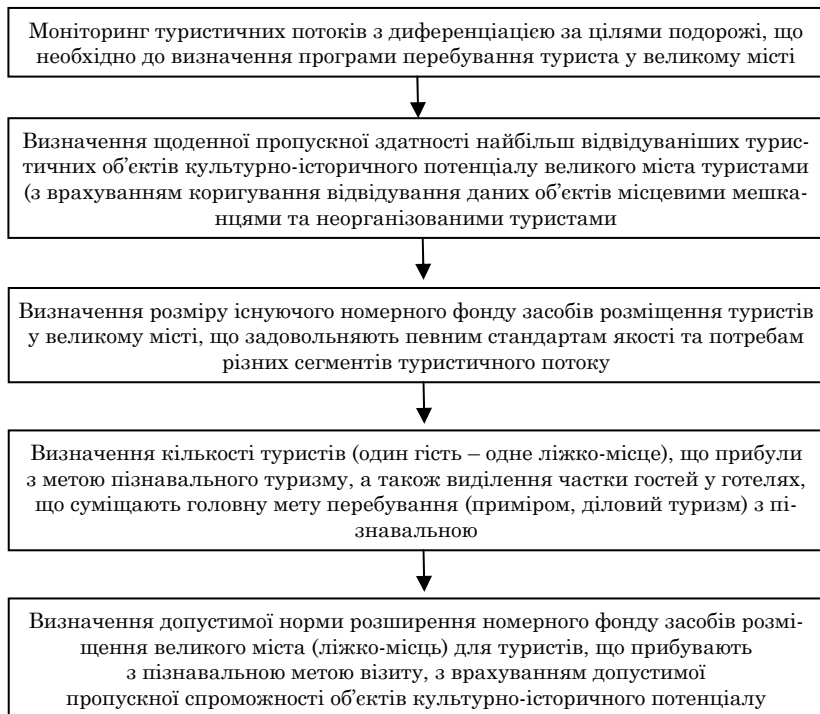 Моніторинг туристичних потоків з диференціацією за цілями подорожі, що
необхідно до визначення програми перебування туриста у великому місті
Визначення щоденної пропускної здатності найбільш відвідуваніших турис-
тичних об’єктів культурно-історичного потенціалу великого міста туристами
(з врахуванням коригування відвідування даних об’єктів місцевими мешка-
нцями та неорганізованими туристами
Визначення розміру існуючого номерного фонду засобів розміщення туристів
у великому місті, що задовольняють певним стандартам якості та потребам
різних сегментів туристичного потоку
Визначення кількості туристів (один гість – одне ліжко-місце), що прибули
з метою пізнавального туризму, а також виділення частки гостей у готелях,
що суміщають головну мету перебування (приміром, діловий туризм) з пі-
знавальною
Визначення допустимої норми розширення номерного фонду засобів розмі-
щення великого міста (ліжко-місць) для туристів, що прибувають
з пізнавальною метою візиту, з врахуванням допустимої
пропускної спроможності об’єктів культурно-історичного потенціалу